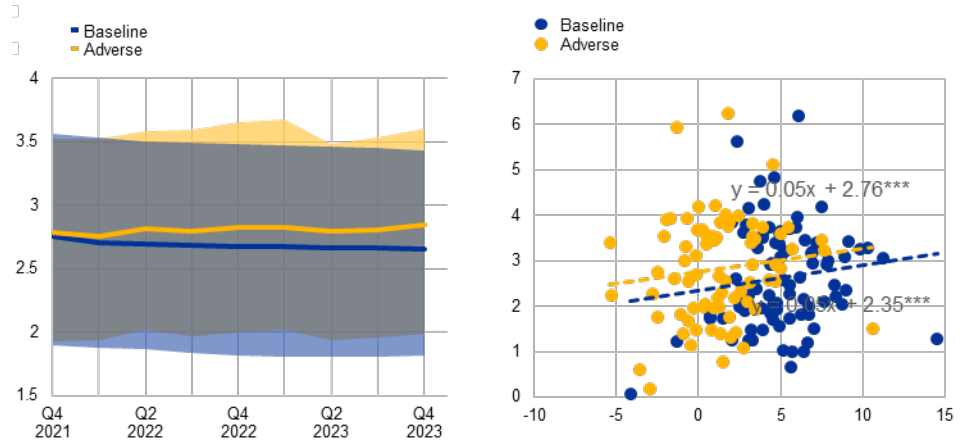 Baseline
Adverse
4
3.5
3
2.5
2
1.5
Q4 Q2 Q4 Q2 Q4
2021 2022 2022 2023 2023
Baseline
Adverse
7
6
5
4
3
2
1
0
y = 0.05x + 2.76***
y = 0.05x + 2.35***
-10 -5 0 5 10 15